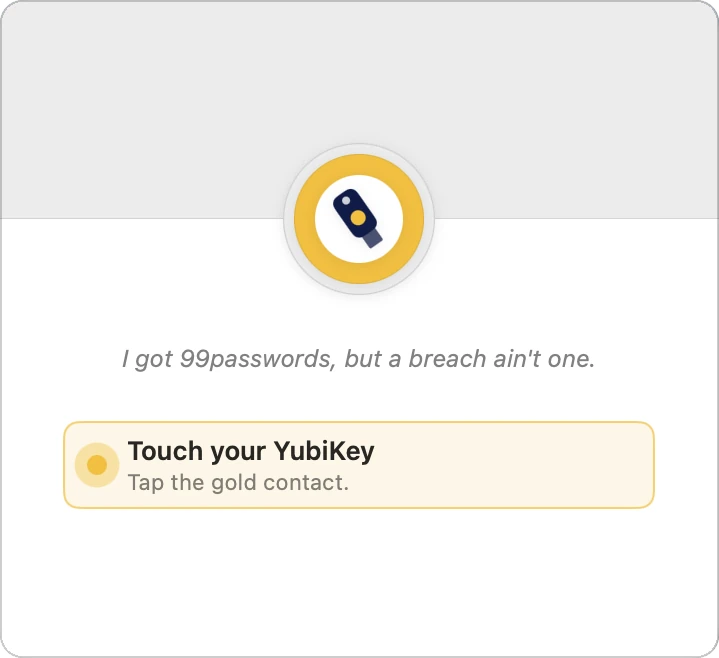 I got 99passwords, but a breach ain't one.
Touch your YubiKey
Tap the gold contact.